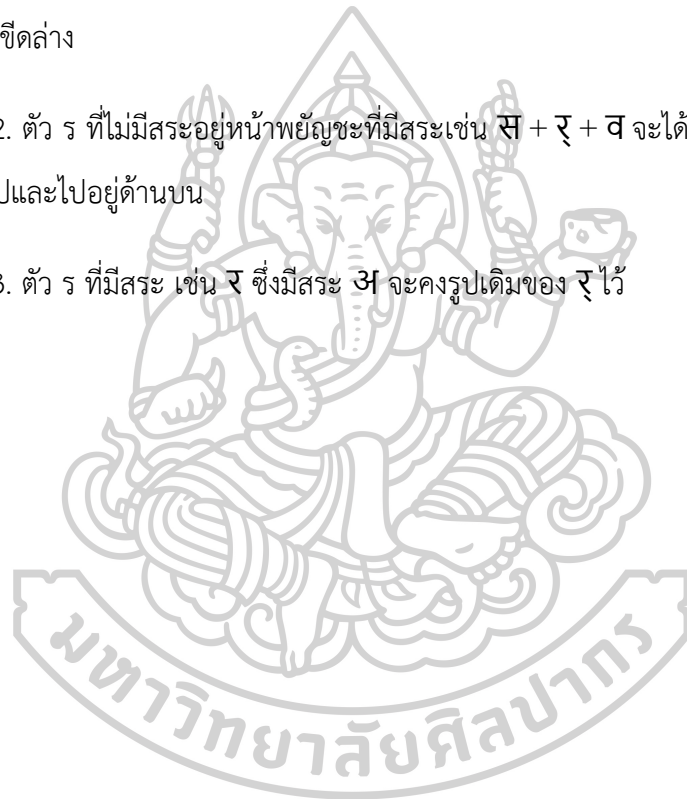 ขีดล่าง
2. ตัว ร ที่ไม่มีสระอยู่หน้าพยัญชะที่มีสระเช่น स + र् + व จะได้
ปและไปอยู่ด้านบน
3. ตัว ร ที่มีสระ เช่น र ซึ่งมีสระ अ จะคงรูปเดิมของ र् ไว้
มหาวิทยาลัยศิลปากร